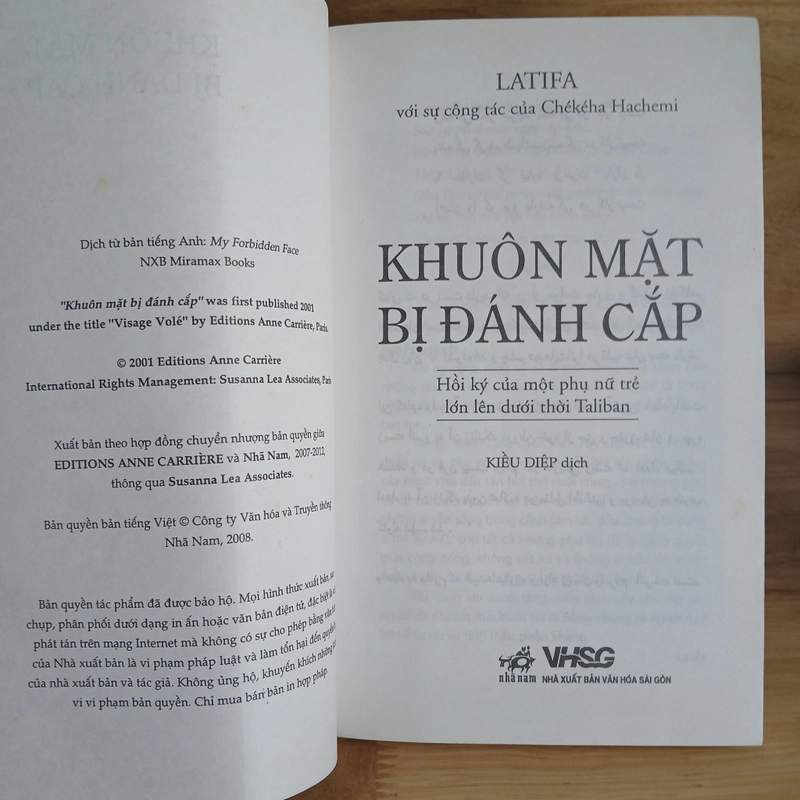 Dịch từ bản tiếng Anh: My Forbidden Face
NXB Miramax Books
"Khuôn mặt bị đánh cắp" was first published 2001
under the title "Visage Volé" by Editions Anne Carrière, Paris.
© 2001 Editions Anne Carrière
International Rights Management: Susanna Lea Associates, Paris
Xuất bản theo hợp đồng chuyển nhượng bản quyền giữa
EDITIONS ANNE CARRIÈRE và Nhã Nam, 2007-2012,
thông qua Susanna Lea Associates.
Bản quyền bản tiếng Việt © Công ty Văn hóa và Truyền thông
Nhã Nam, 2008.
Bản quyền tác phẩm đã được bảo hộ. Mọi hình thức xuất bản, sao
chụp, phân phối dưới dạng in ấn hoặc văn bản điện tử, đặc biệt là
phát tán trên mạng Internet mà không có sự cho phép bằng văn
của Nhà xuất bản là vi phạm pháp luật và làm tổn hại đến quyền
của nhà xuất bản và tác giả. Không ủng hộ, khuyến khích những
vi vi phạm bản quyền. Chỉ mua bán bản in hợp pháp.
LATIFA
với sự cộng tác của Chékéha Hachemi
KHUÔN MẶT
BỊ ĐÁNH CẮP
Hồi ký của một phụ nữ trẻ
lớn lên dưới thời Taliban
KIỀU DIỆP dịch
nhã nam
VHSG
NHÀ XUẤT BẢN VĂN HÓA SÀI GÒN